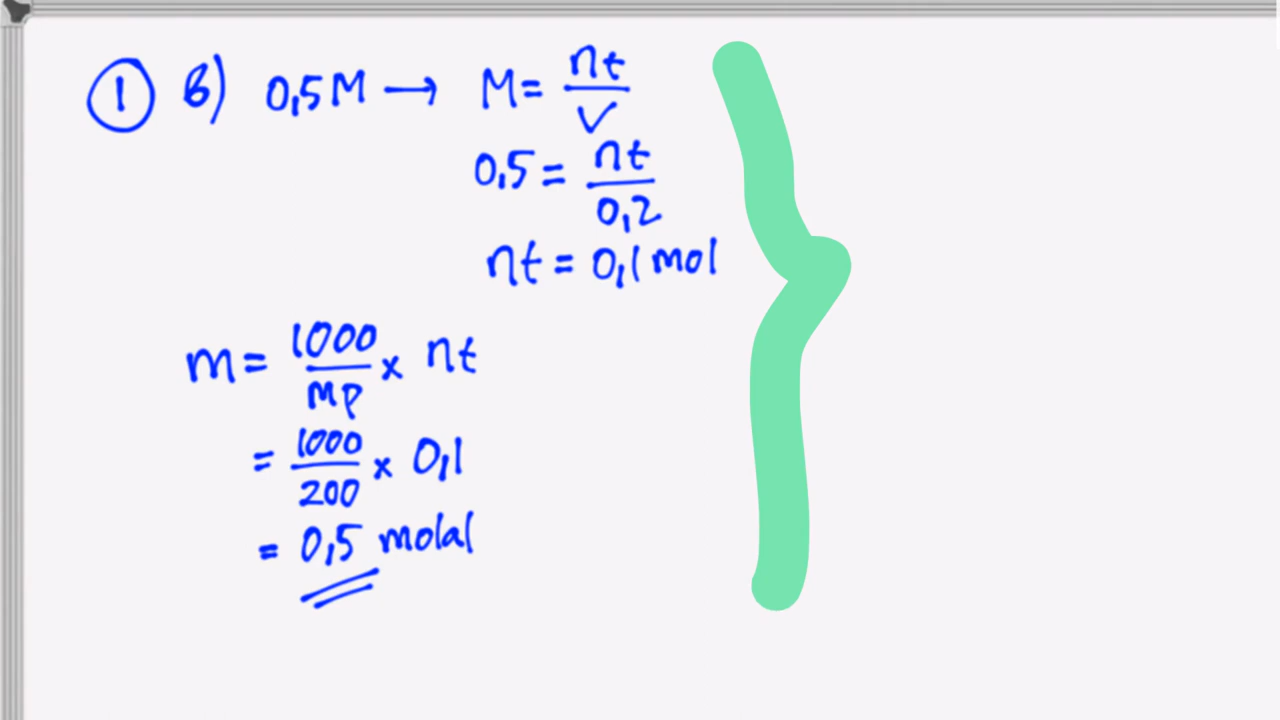 ① B) 0,5 M → M = nt/V
0,5 = nt/0,2
nt = 0,1 mol
m = 1000/mp x nt
= 1000/200 x 0,1
= 0,5 molal